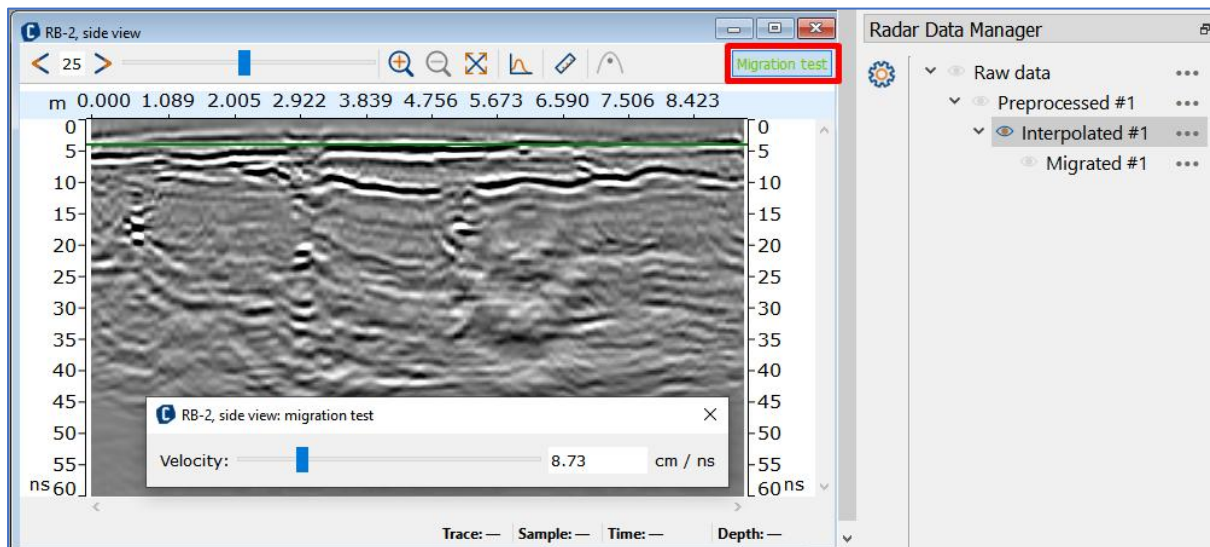 RB-2, side view
25
Migration test
m 0.000 1.089 2.005 2.922 3.839 4.756 5.673 6.590 7.506 8.423
0 0
5 5
10 10
15 15
20 20
25 25
30 30
35 35
40 40
45 45
50 50
55 55
ns 60 60 ns
RB-2, side view: migration test
Velocity: 8.73 cm / ns
Trace: — Sample: — Time: — Depth: —
Radar Data Manager
Raw data
Preprocessed #1
Interpolated #1
Migrated #1